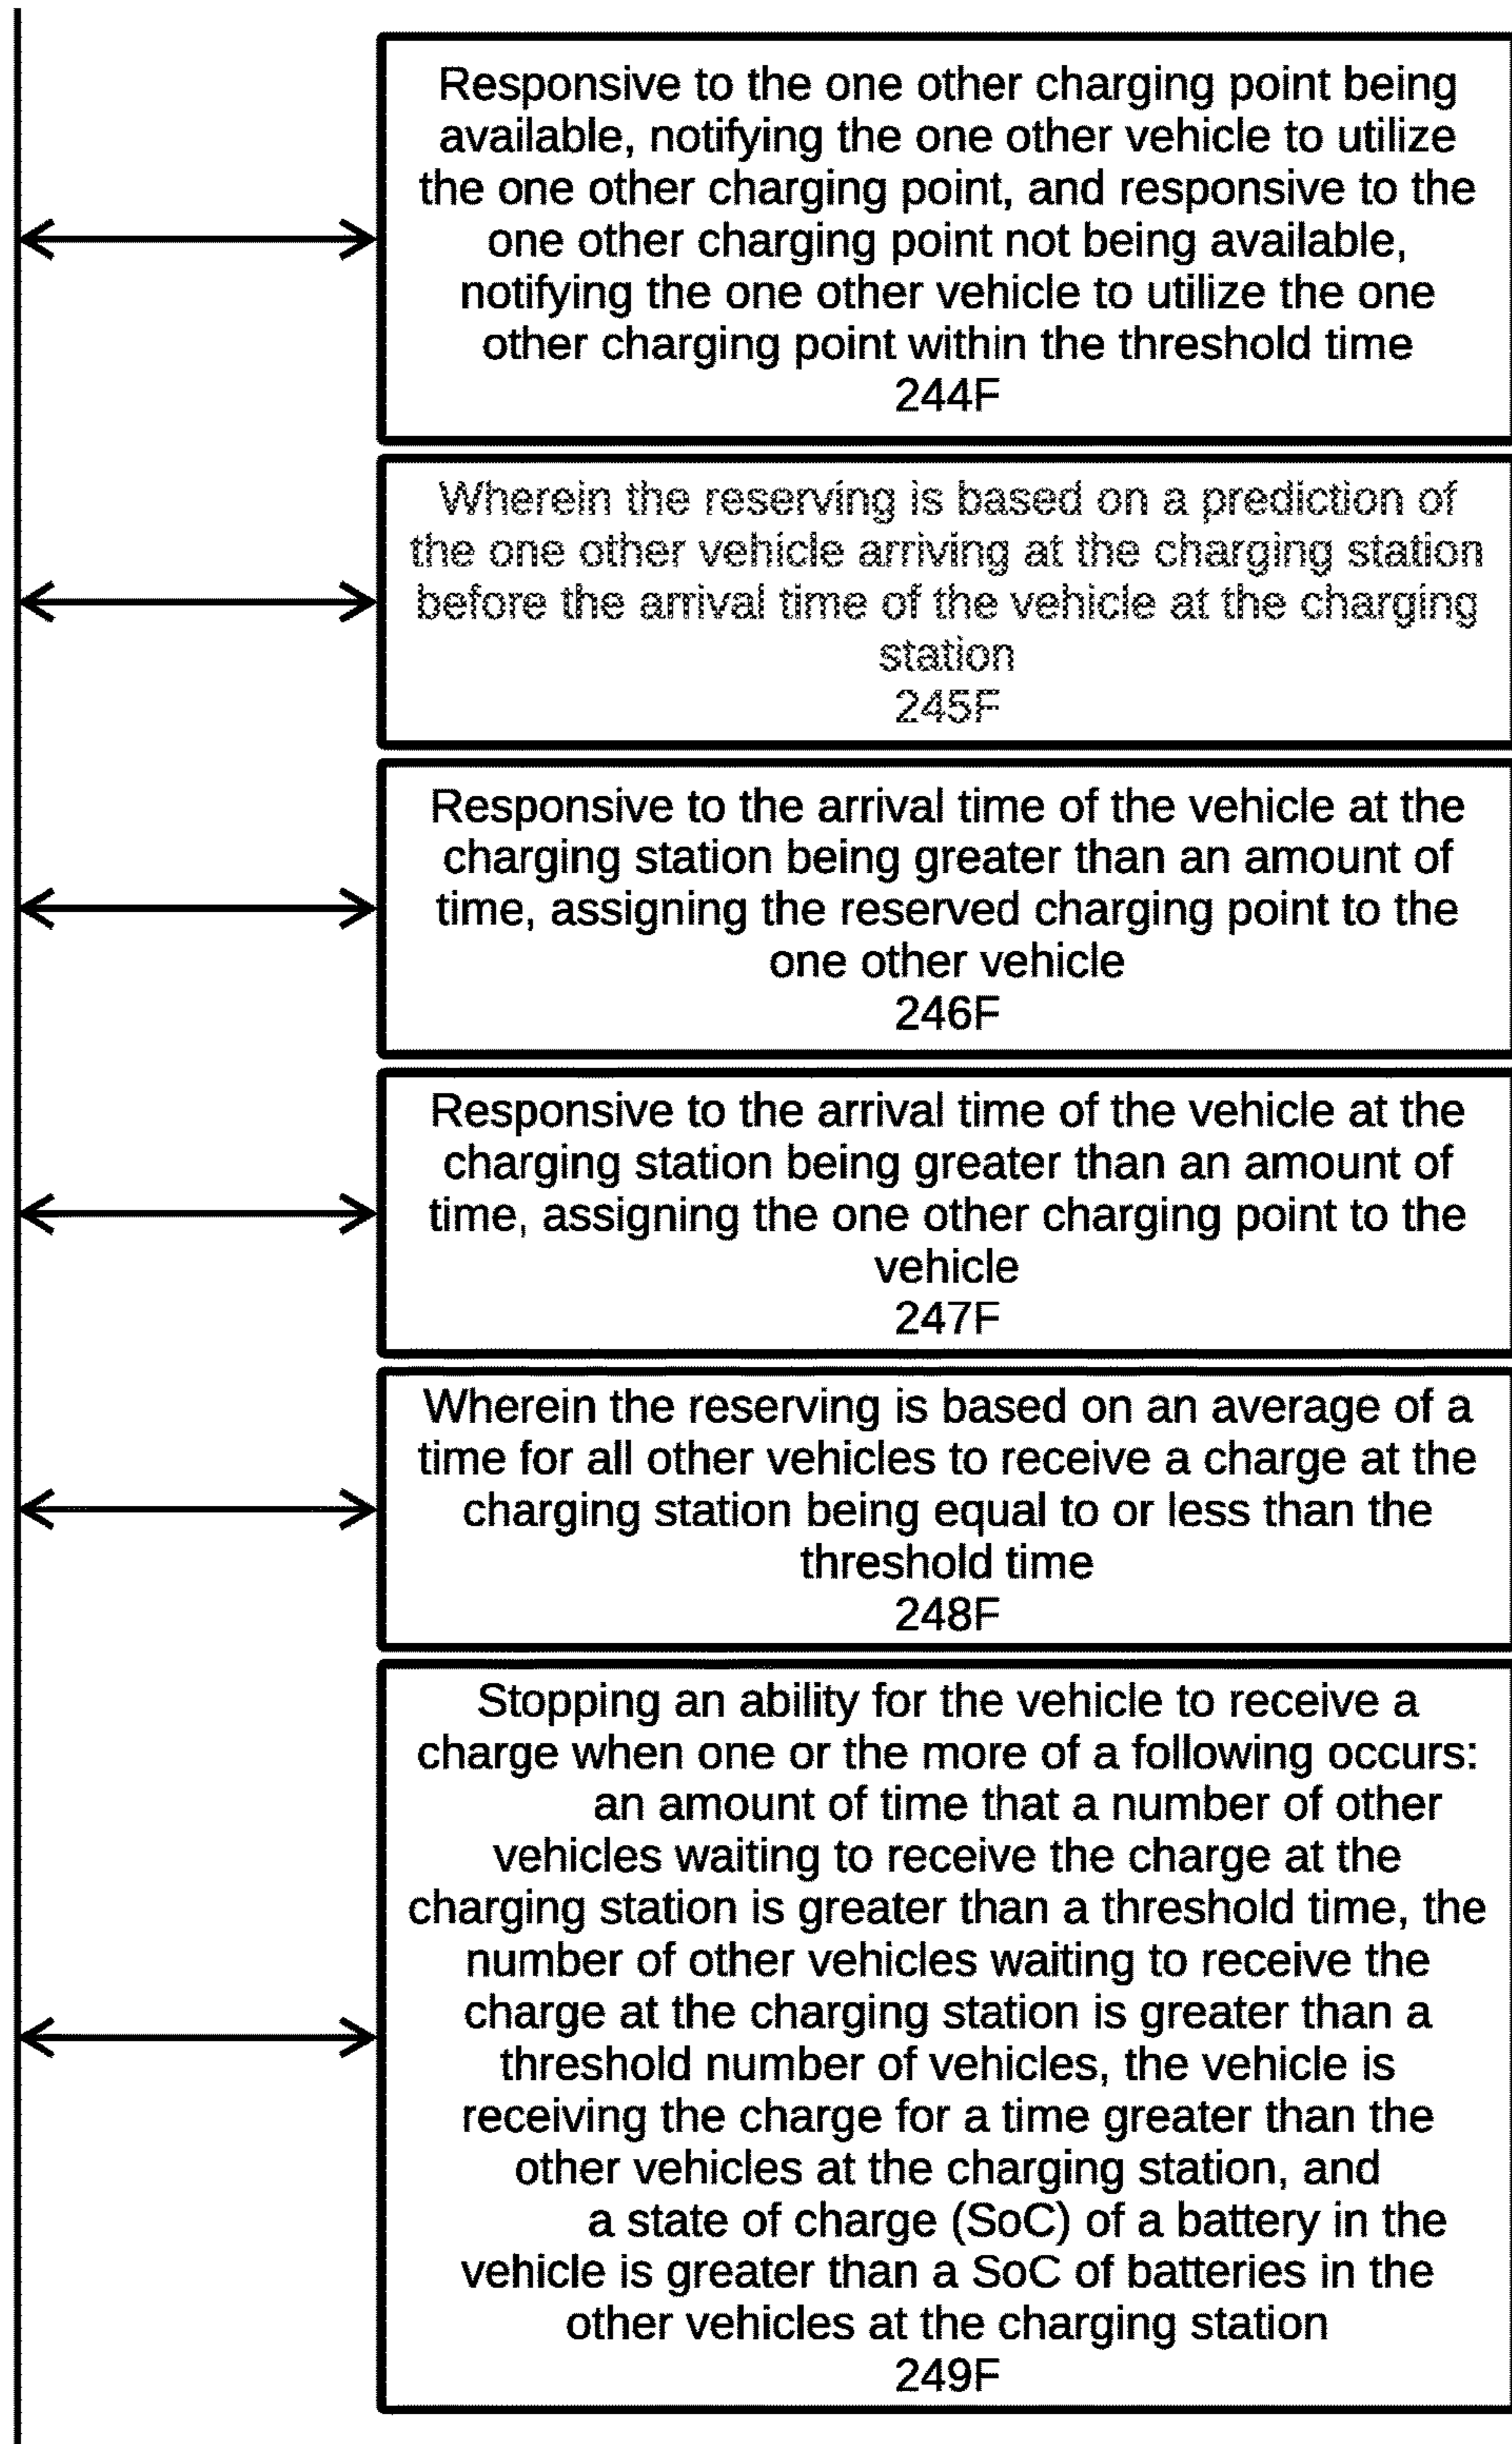 Responsive to the one other charging point being
available, notifying the one other vehicle to utilize
the one other charging point, and responsive to the
one other charging point not being available,
notifying the one other vehicle to utilize the one
other charging point within the threshold time
244F
Wherein the reserving is based on a prediction of
the one other vehicle arriving at the charging station
before the arrival time of the vehicle at the charging
station
245F
Responsive to the arrival time of the vehicle at the
charging station being greater than an amount of
time, assigning the reserved charging point to the
one other vehicle
246F
Responsive to the arrival time of the vehicle at the
charging station being greater than an amount of
time, assigning the one other charging point to the
vehicle
247F
Wherein the reserving is based on an average of a
time for all other vehicles to receive a charge at the
charging station being equal to or less than the
threshold time
248F
Stopping an ability for the vehicle to receive a
charge when one or the more of a following occurs:
an amount of time that a number of other
vehicles waiting to receive the charge at the
charging station is greater than a threshold time, the
number of other vehicles waiting to receive the
charge at the charging station is greater than a
threshold number of vehicles, the vehicle is
receiving the charge for a time greater than the
other vehicles at the charging station, and
a state of charge (SoC) of a battery in the
vehicle is greater than a SoC of batteries in the
other vehicles at the charging station
249F